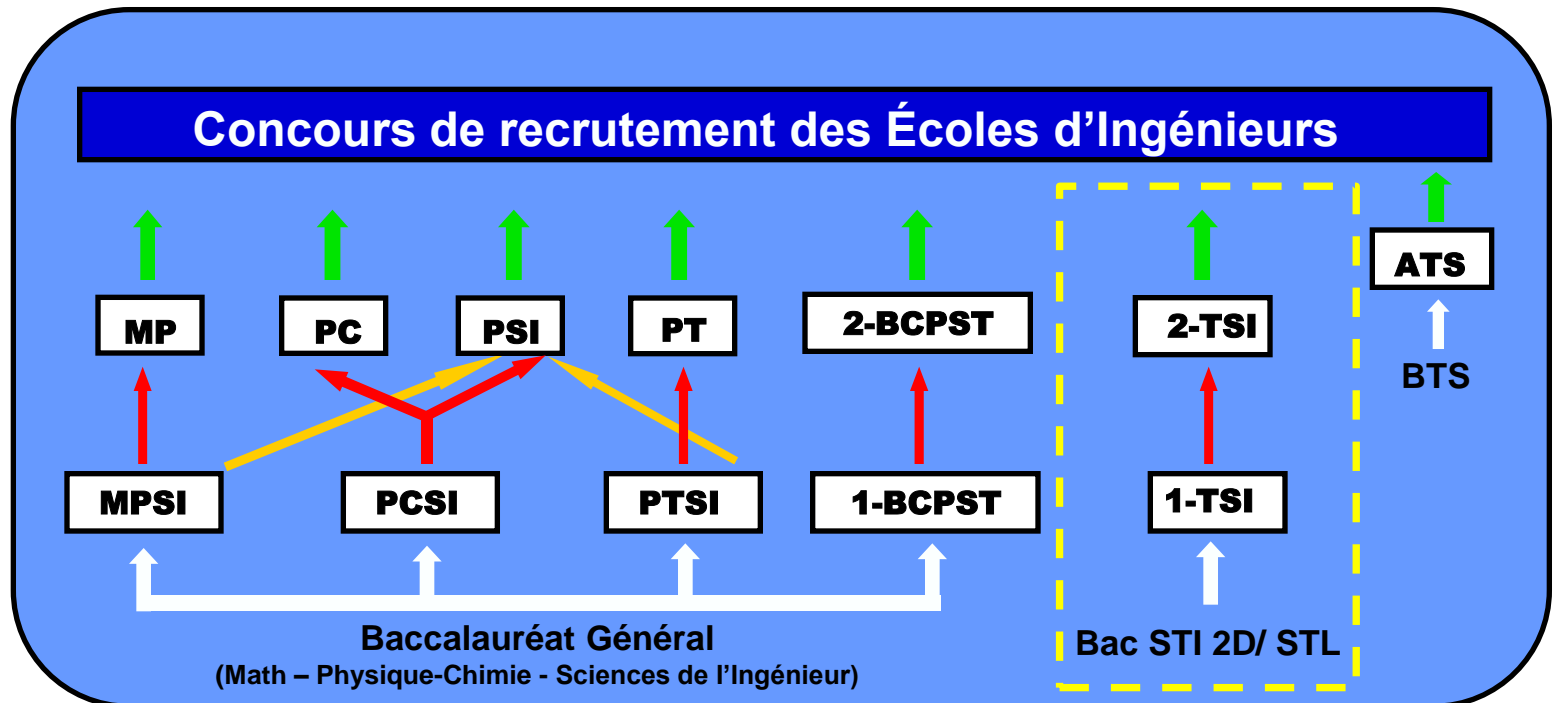 Concours de recrutement des Écoles d’Ingénieurs
MP
PC
PSI
PT
2-BCPST
2-TSI
ATS
BTS
MPSI
PCSI
PTSI
1-BCPST
1-TSI
Baccalauréat Général
(Math – Physique-Chimie - Sciences de l’Ingénieur)
Bac STI 2D/ STL